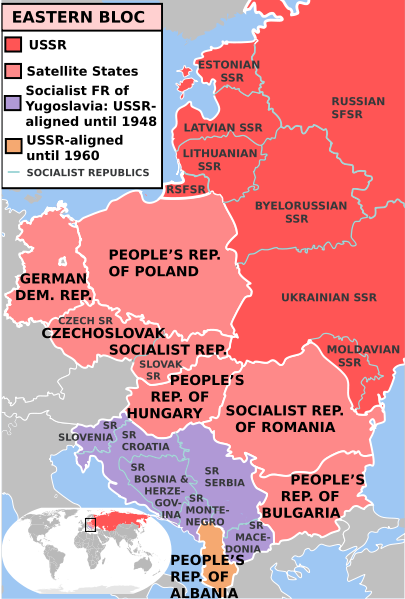 EASTERN BLOC
USSR
Satellite States
Socialist FR of
Yugoslavia: USSR-
aligned until 1948
USSR-aligned
until 1960
SOCIALIST REPUBLICS
ESTONIAN
SSR
RUSSIAN
SFSR
LATVIAN SSR
LITHUANIAN
SSR
RSFSR
BYELORUSSIAN
SSR
PEOPLE'S REP.
OF POLAND
GERMAN
DEM. REP.
UKRAINIAN SSR
CZECH SR
CZECHOSLOVAK
SOCIALIST REP.
SLOVAK
SR
MOLDAVIAN
SSR
PEOPLE'S
REP. OF
HUNGARY
SOCIALIST REP.
OF ROMANIA
SR
SLOVENIA
SR
CROATIA
SR
BOSNIA &
HERZE-
GOV-
INA
SR
SERBIA
SR
MONTE-
NEGRO
PEOPLE'S
REP. OF
BULGARIA
SR
MACE-
DONIA
PEOPLE'S
REP. OF
ALBANIA